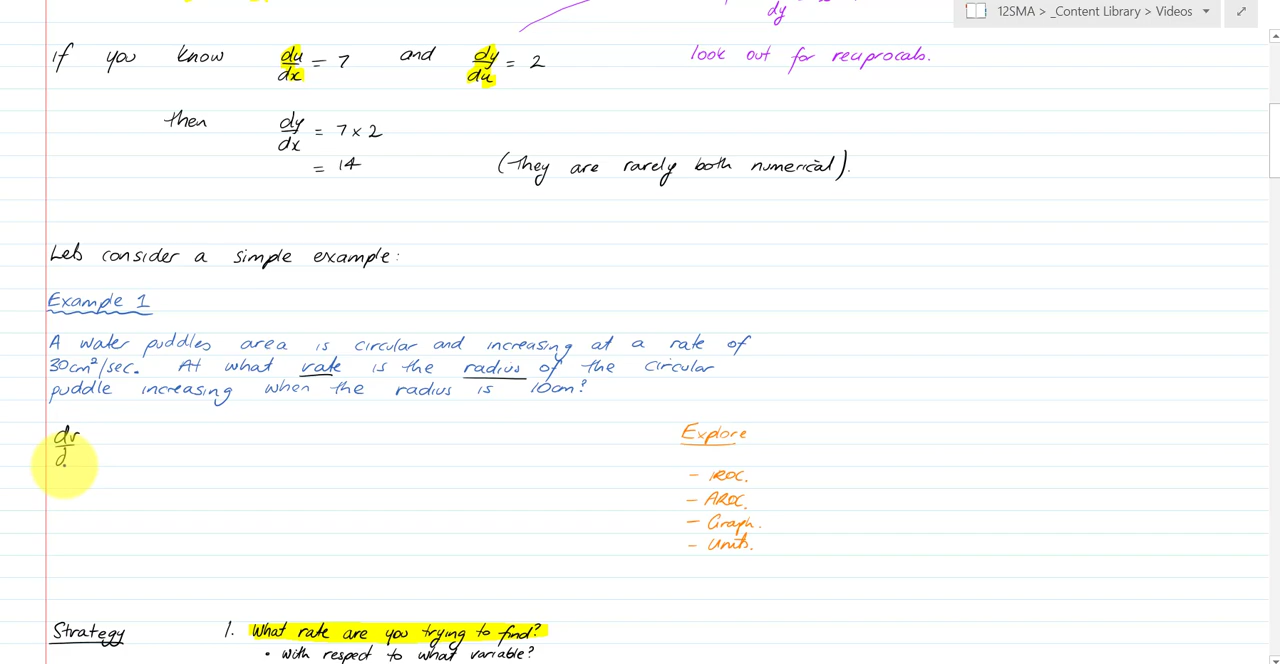 12SMA > _Content Library > Videos
dy
If you know du/dx = 7 and dy/du = 2
look out for reciprocals.
then dy/dx = 7 × 2
= 14
(They are rarely both numerical).
Lets consider a simple example:
Example 1
A water puddles area is circular and increasing at a rate of
30cm²/sec. At what rate is the radius of the circular
puddle increasing when the radius is 10cm?
dr/d
Explore
- IROC.
- AROC.
- Graph.
- Units.
Strategy 1. What rate are you trying to find?
• with respect to what variable?